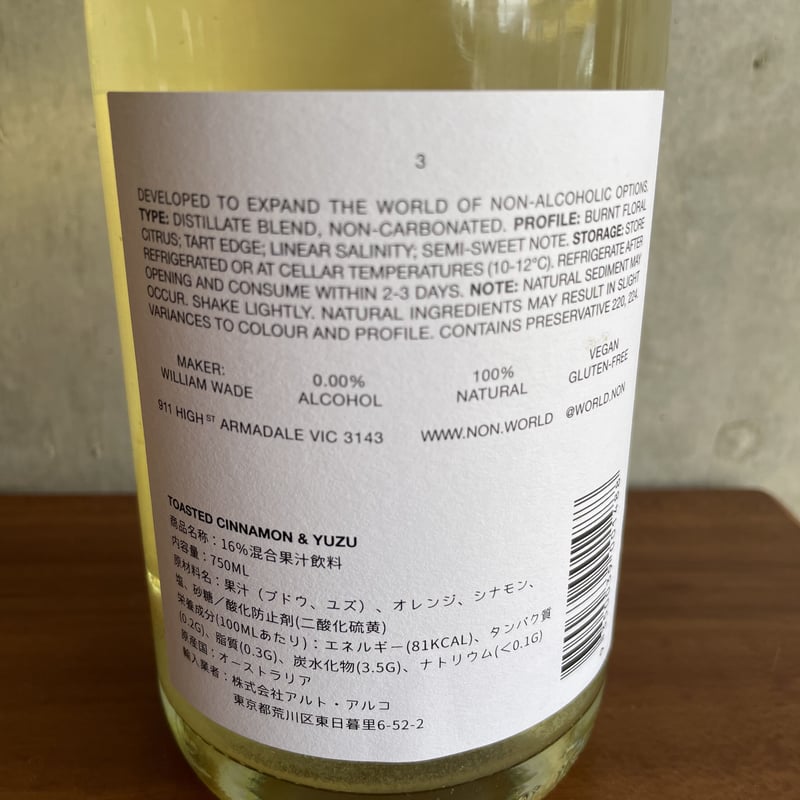 3
DEVELOPED TO EXPAND THE WORLD OF NON-ALCOHOLIC OPTIONS.
TYPE: DISTILLATE BLEND, NON-CARBONATED. PROFILE: BURNT FLORAL
CITRUS; TART EDGE; LINEAR SALINITY; SEMI-SWEET NOTE. STORAGE: STORE
REFRIGERATED OR AT CELLAR TEMPERATURES (10-12°C). REFRIGERATE AFTER
OPENING AND CONSUME WITHIN 2-3 DAYS. NOTE: NATURAL SEDIMENT MAY
OCCUR. SHAKE LIGHTLY. NATURAL INGREDIENTS MAY RESULT IN SLIGHT
VARIANCES TO COLOUR AND PROFILE. CONTAINS PRESERVATIVE 220, 224.
MAKER:
WILLIAM WADE
0.00%
ALCOHOL
100%
NATURAL
VEGAN
GLUTEN-FREE
911 HIGH ST ARMADALE VIC 3143
WWW.NON.WORLD
@WORLD.NON
TOASTED CINNAMON & YUZU
商品名称：16%混合果汁飲料
内容量：750ML
原材料名：果汁（ブドウ、ユズ）、オレンジ、シナモン、
塩、砂糖／酸化防止剤(二酸化硫黄)
栄養成分(100MLあたり)：エネルギー(81KCAL)、タンパク質
(0.2G)、脂質(0.3G)、炭水化物(3.5G)、ナトリウム(<0.1G)
原産国：オーストラリア
輸入業者：株式会社アルト・アルコ
東京都荒川区東日暮里6-52-2